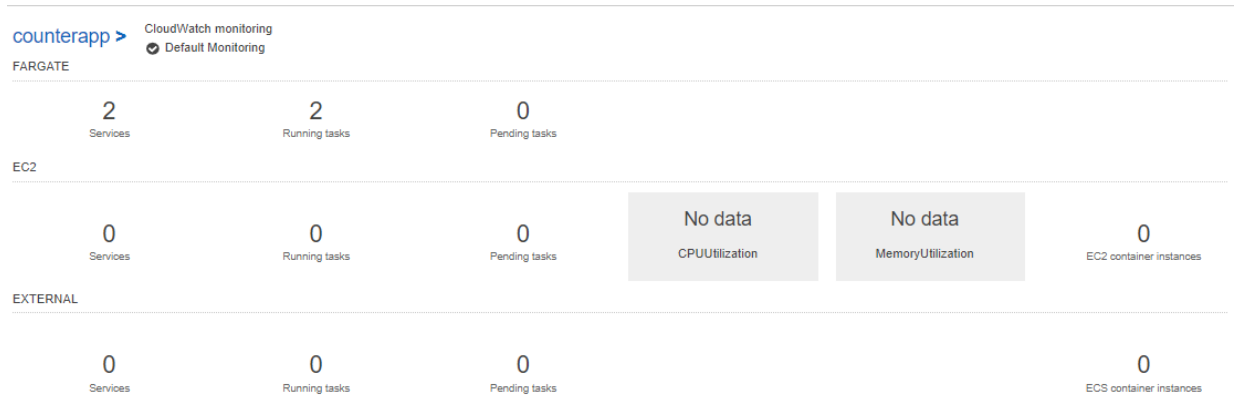 counterapp >
CloudWatch monitoring
Default Monitoring
FARGATE
2 2 0
Services Running tasks Pending tasks
EC2
0 0 0 No data No data 0
Services Running tasks Pending tasks CPUUtilization MemoryUtilization EC2 container instances
EXTERNAL
0 0 0 0
Services Running tasks Pending tasks ECS container instances